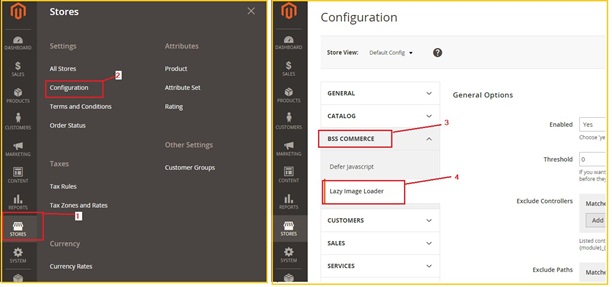 Stores
DASHBOARD
Settings
Attributes
$
SALES
All Stores
Product
2
Configuration
Attribute Set
PRODUCTS
Terms and Conditions
Rating
CUSTOMERS
Order Status
MARKETING
Other Settings
Taxes
Customer Groups
CONTENT
Tax Rules
REPORTS
Tax Zones and Rates
1
STORES
Currency
SYSTEM
Currency Rates
Configuration
DASHBOARD
Store View:
Default Config
?
$
SALES
GENERAL
General Options
PRODUCTS
CATALOG
3
Enabled
Yes
CUSTOMERS
BSS COMMERCE
Choose 'ye
MARKETING
Defer Javascript
Threshold
0
4
If you want
before the
CONTENT
Lazy Image Loader
Exclude Controllers
Matche
REPORTS
CUSTOMERS
Add
STORES
SALES
Listed cont
SYSTEM
SERVICES
Exclude Paths
Matche